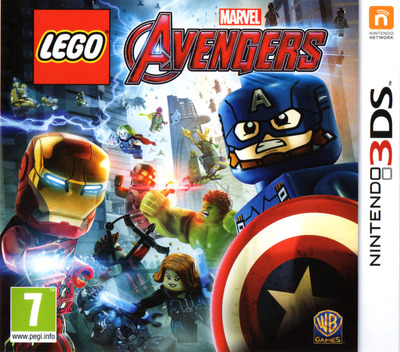 LEGO
MARVEL
AVENGERS
NINTENDO
NETWORK
NINTENDO 3DS
A
7
www.pegi.info
WB
GAMES